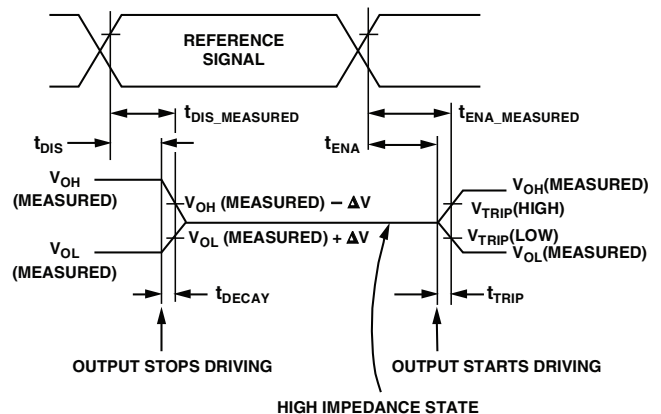 REFERENCE
SIGNAL
tDIS_MEASURED
tENA_MEASURED
tDIS
tENA
VOH
(MEASURED)
VOH (MEASURED) – ΔV
VOH(MEASURED)
VTRIP(HIGH)
VOL
(MEASURED)
VOL (MEASURED) + ΔV
VTRIP(LOW)
VOL(MEASURED)
tDECAY
tTRIP
OUTPUT STOPS DRIVING
OUTPUT STARTS DRIVING
HIGH IMPEDANCE STATE